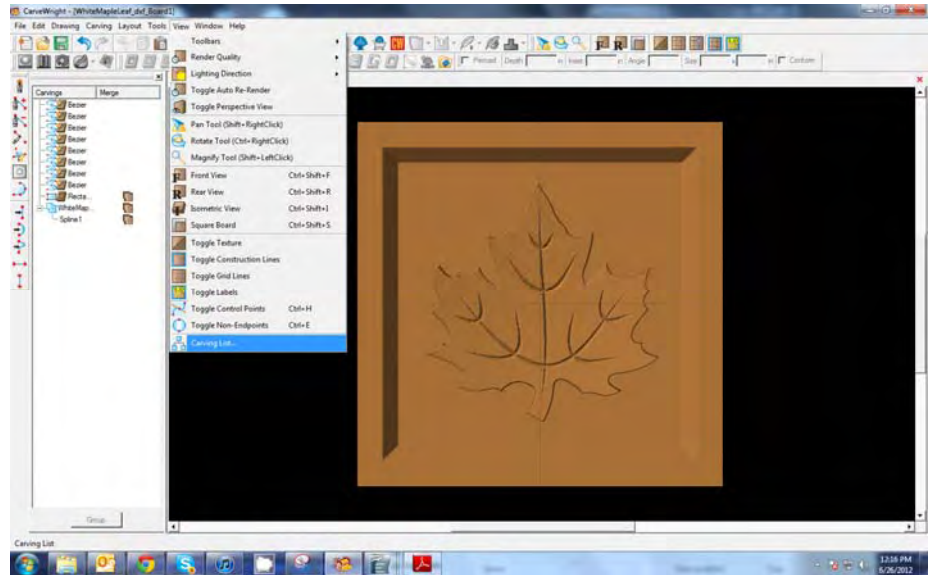 CarveWright - [WhiteMapleLeaf_dxf_Board1]
File Edit Drawing Carving Layout Tools View Window Help
Toolbars
Render Quality
Lighting Direction
Toggle Auto Re-Render
Toggle Perspective View
Pan Tool (Shift+RightClick)
Rotate Tool (Ctrl+RightClick)
Magnify Tool (Shift+LeftClick)
Front View Ctrl+Shift+F
Rear View Ctrl+Shift+R
Isometric View Ctrl+Shift+I
Square Board Ctrl+Shift+S
Toggle Texture
Toggle Construction Lines
Toggle Grid Lines
Toggle Labels
Toggle Control Points Ctrl+H
Toggle Non-Endpoints Ctrl+E
Carving List...
Depth in Inset in Angle Size in Custom
Carvings Merge
Bezier
Bezier
Bezier
Bezier
Bezier
Bezier
Bezier
Bezier
Recta...
WhiteMap...
Spline1
Group
Carving List
12:16 PM
6/26/2012